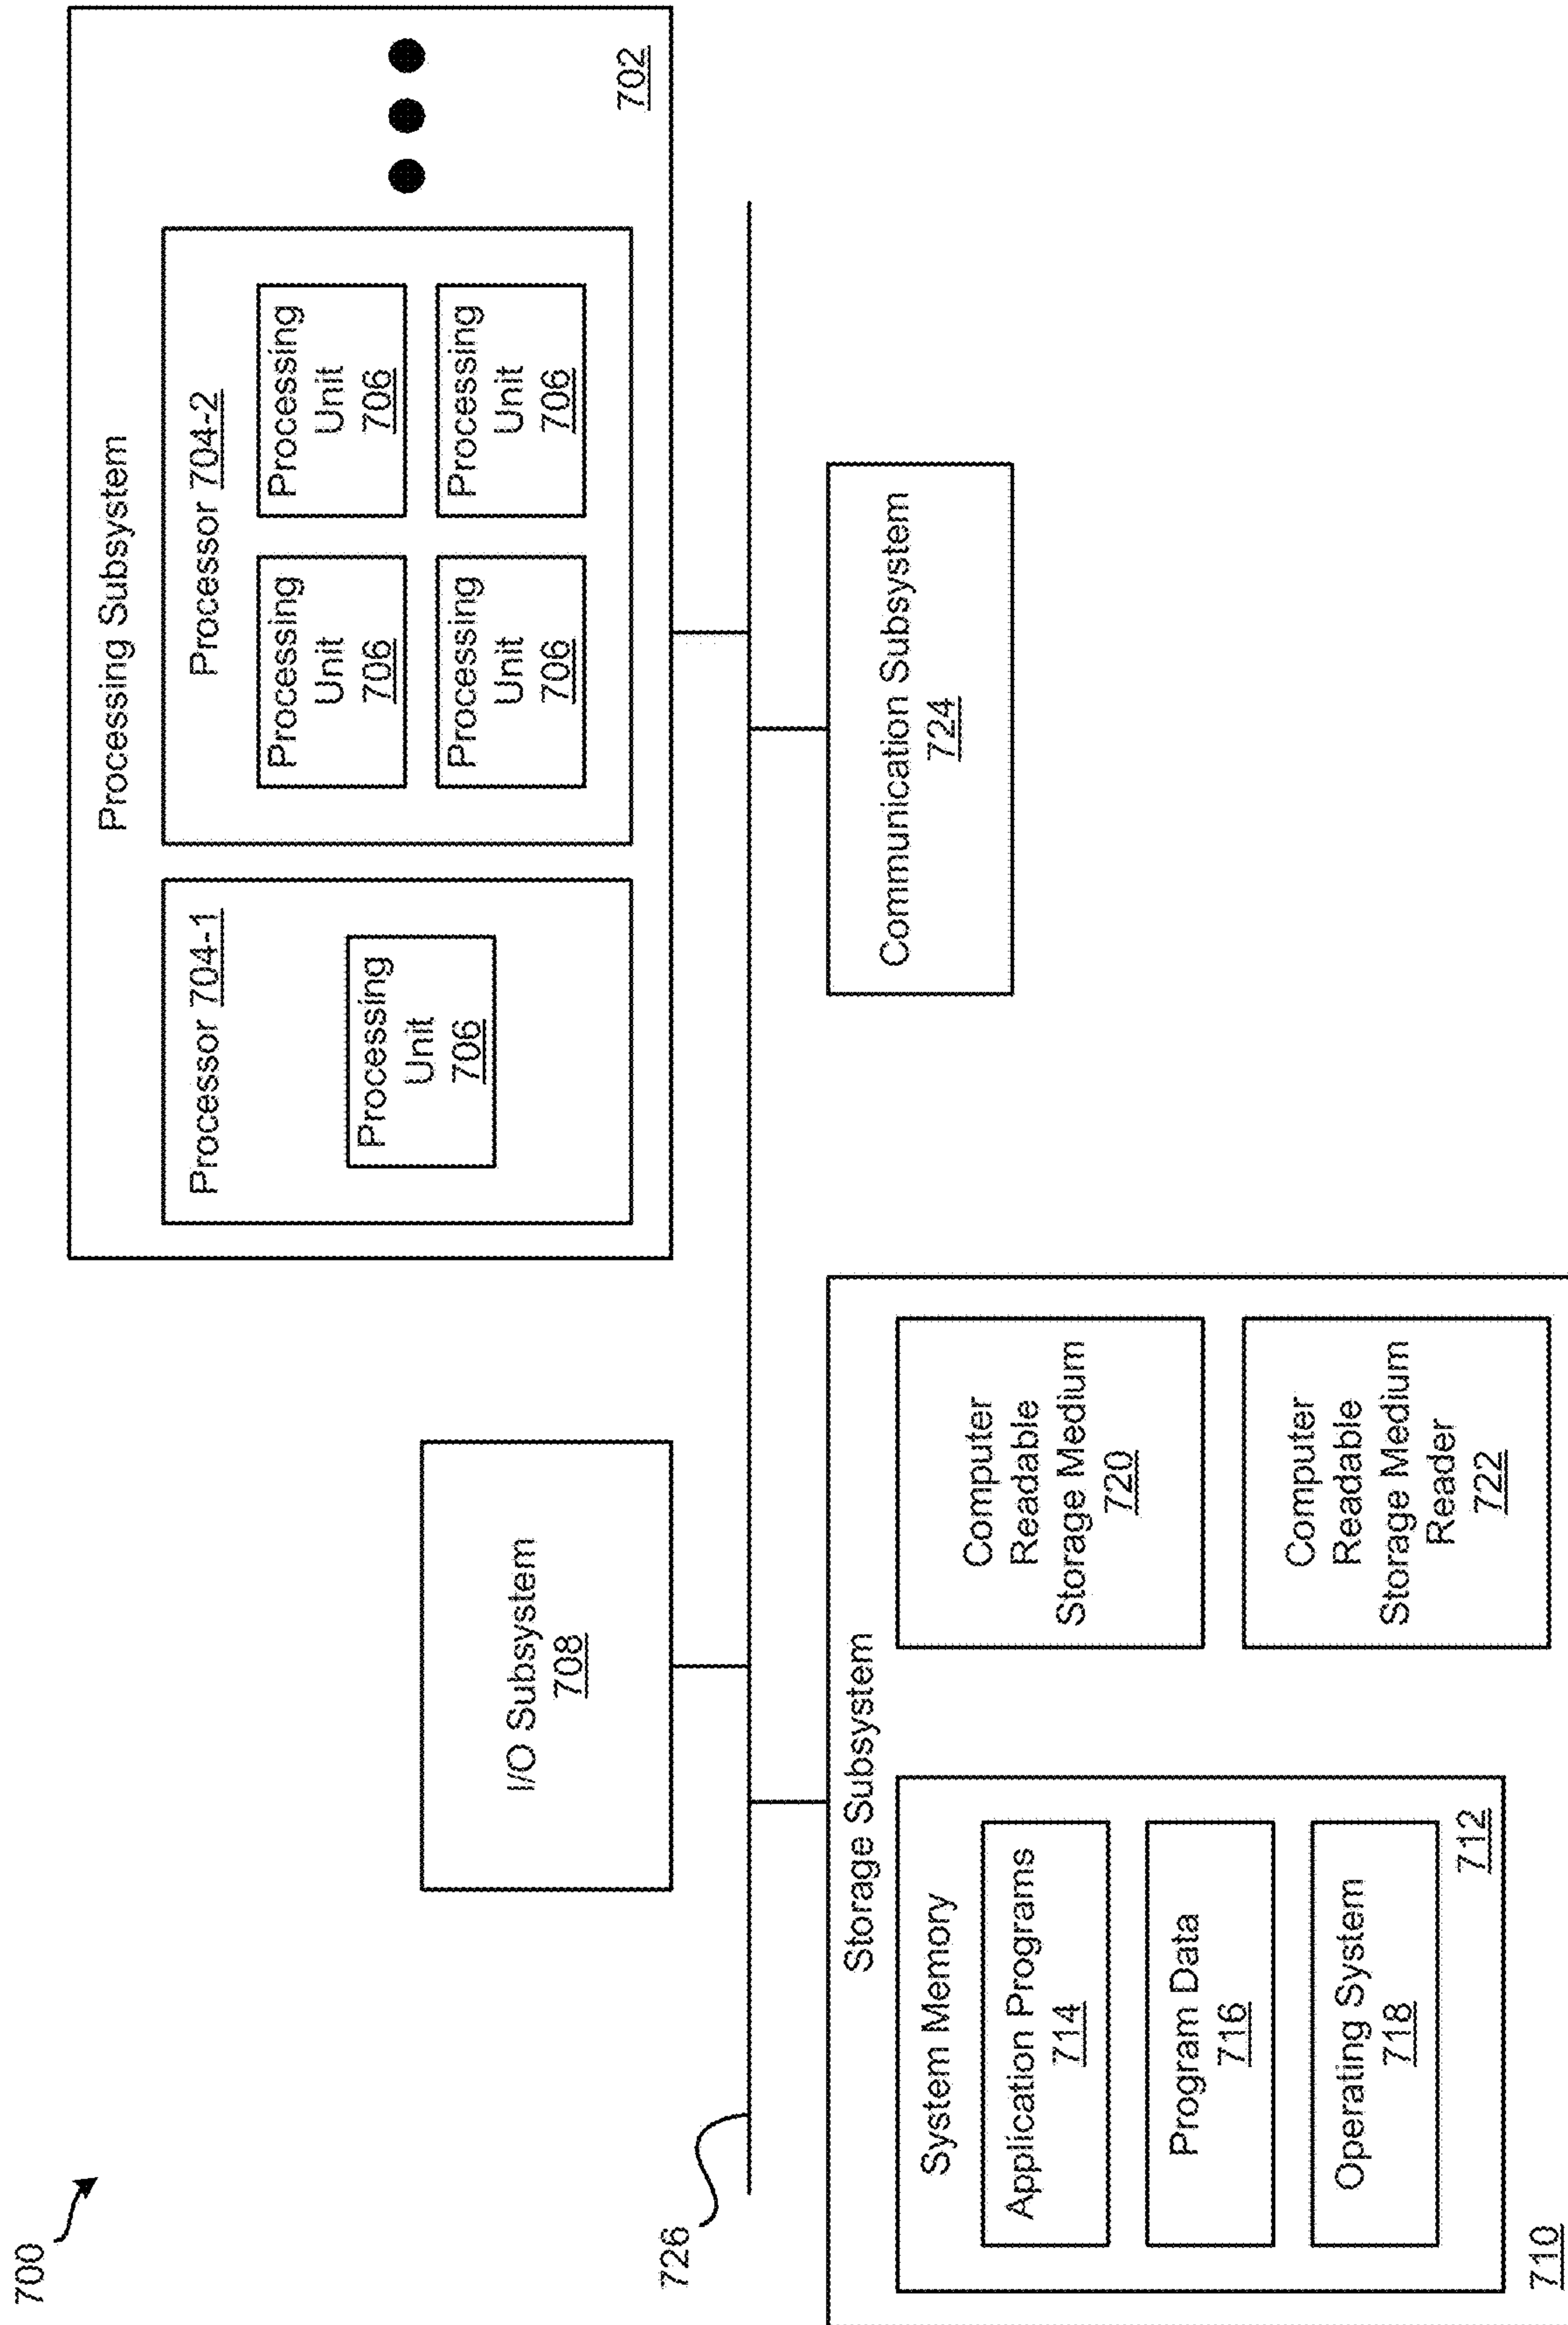 700
I/O Subsystem
708
Processing Subsystem
Processor 704-1
Processing
Unit
706
Processor 704-2
Processing
Unit
706
Processing
Unit
706
Processing
Unit
706
Processing
Unit
706
702
726
Storage Subsystem
System Memory
Application Programs
714
Program Data
716
Operating System
718
712
Computer
Readable
Storage Medium
720
Computer
Readable
Storage Medium
Reader
722
710
Communication Subsystem
724